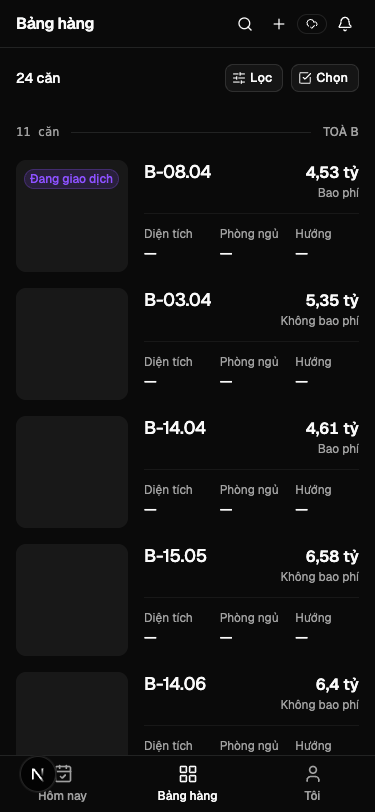 Bảng hàng
24 căn
Lọc
Chọn
11 căn
TOÀ B
Đang giao dịch
B-08.04
4,53 tỷ
Bao phí
Diện tích Phòng ngủ Hướng
— — —
B-03.04
5,35 tỷ
Không bao phí
Diện tích Phòng ngủ Hướng
— — —
B-14.04
4,61 tỷ
Bao phí
Diện tích Phòng ngủ Hướng
— — —
B-15.05
6,58 tỷ
Không bao phí
Diện tích Phòng ngủ Hướng
— — —
B-14.06
6,4 tỷ
Không bao phí
Diện tích Phòng ngủ Hướng
N
Hôm nay Bảng hàng Tôi